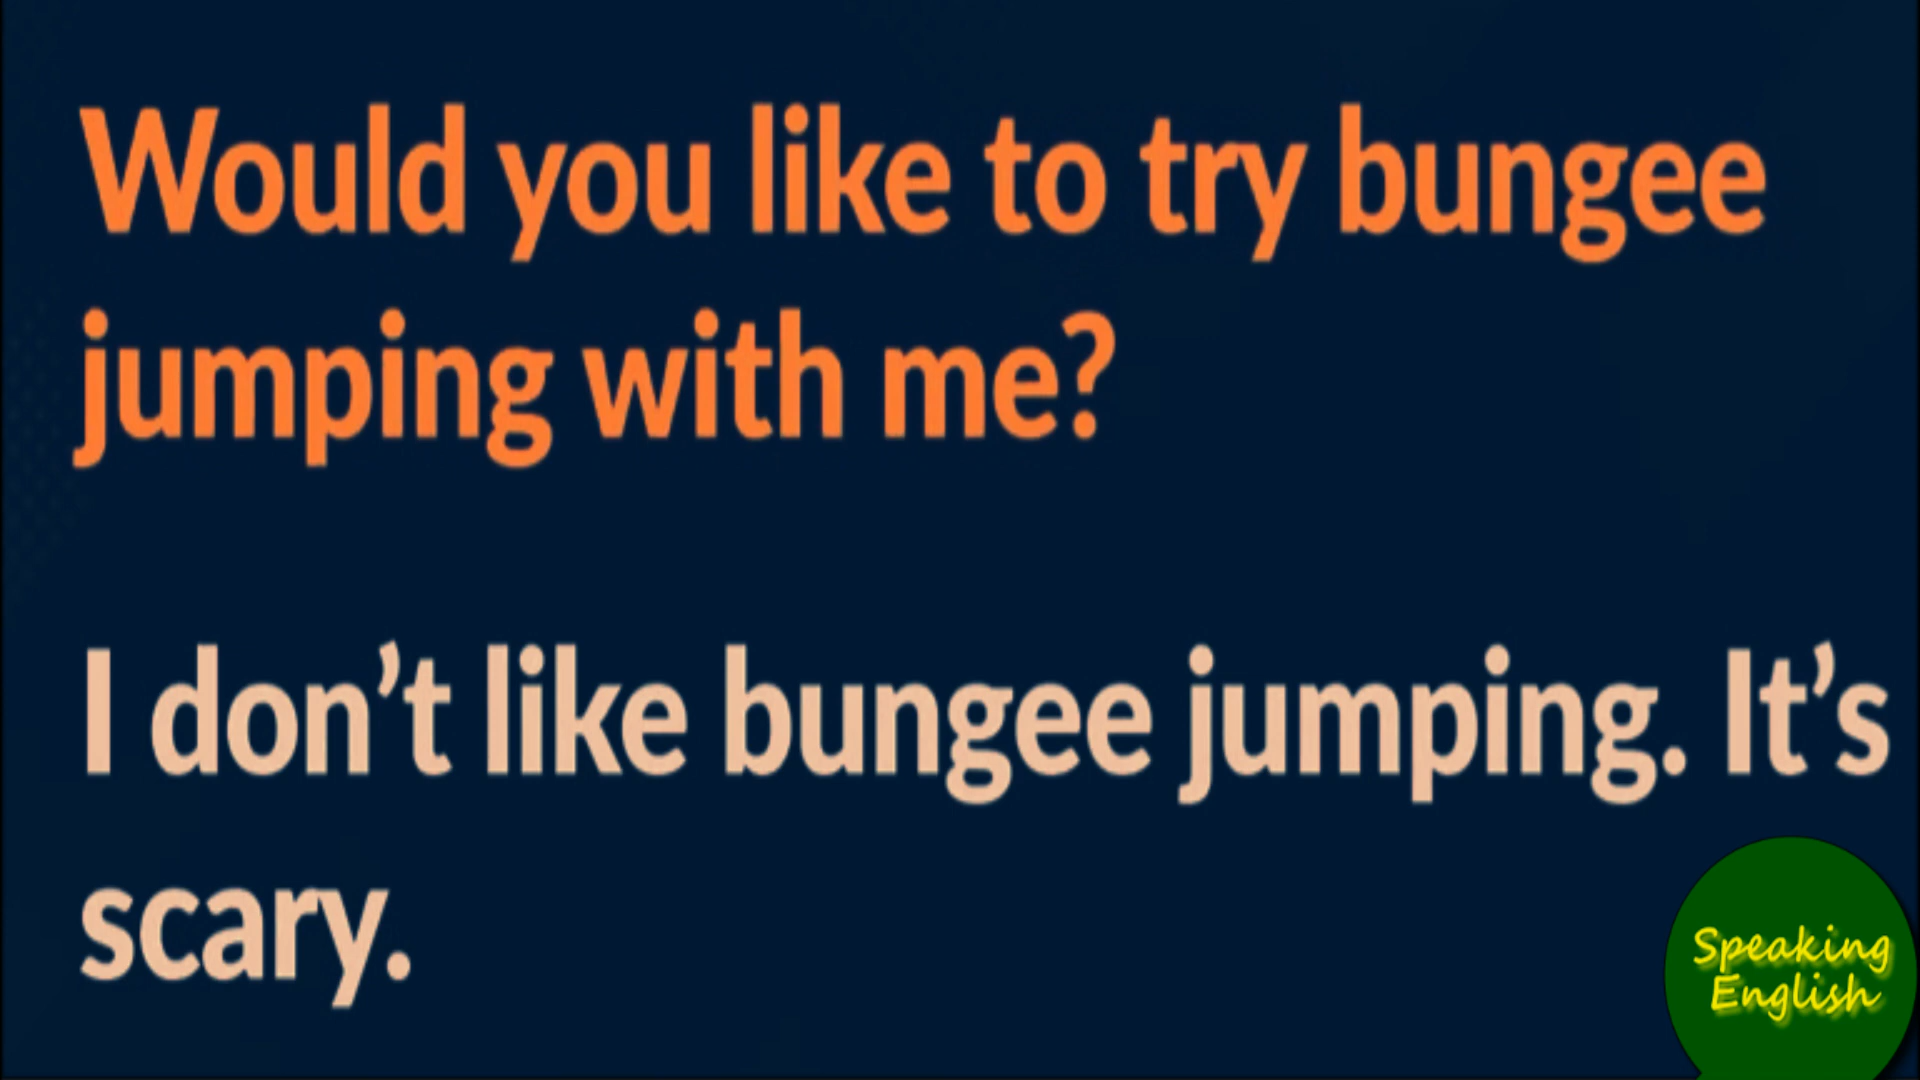 Would you like to try bungee
jumping with me?
I don’t like bungee jumping. It’s
scary.
Speaking
English